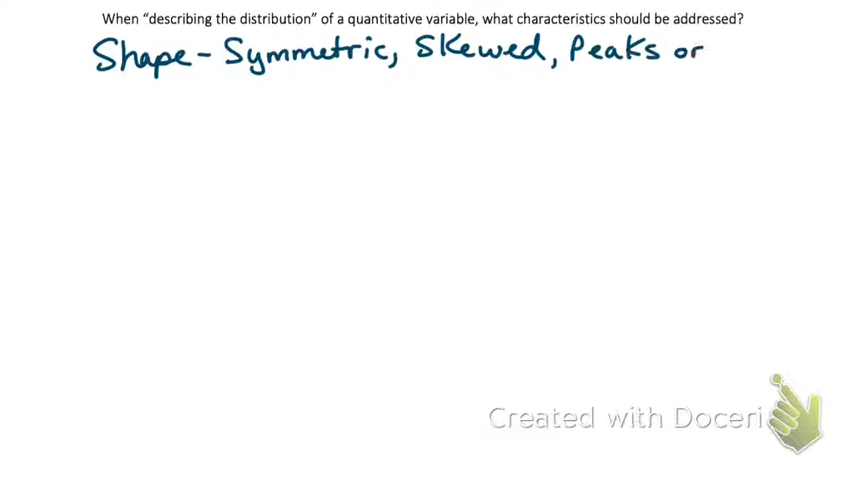 When “describing the distribution” of a quantitative variable, what characteristics should be addressed?
Shape - Symmetric, Skewed, Peaks or
Created with Doceri